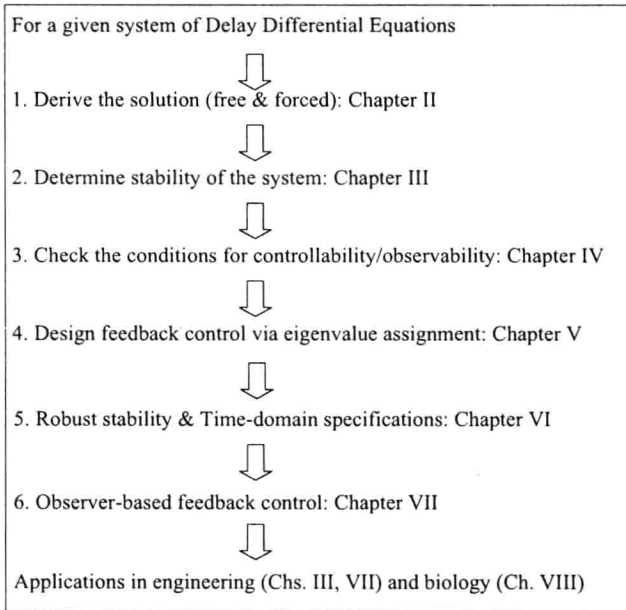 For a given system of Delay Differential Equations
1. Derive the solution (free & forced): Chapter II
2. Determine stability of the system: Chapter III
3. Check the conditions for controllability/observability: Chapter IV
4. Design feedback control via eigenvalue assignment: Chapter V
5. Robust stability & Time-domain specifications: Chapter VI
6. Observer-based feedback control: Chapter VII
Applications in engineering (Chs. III, VII) and biology (Ch. VIII)